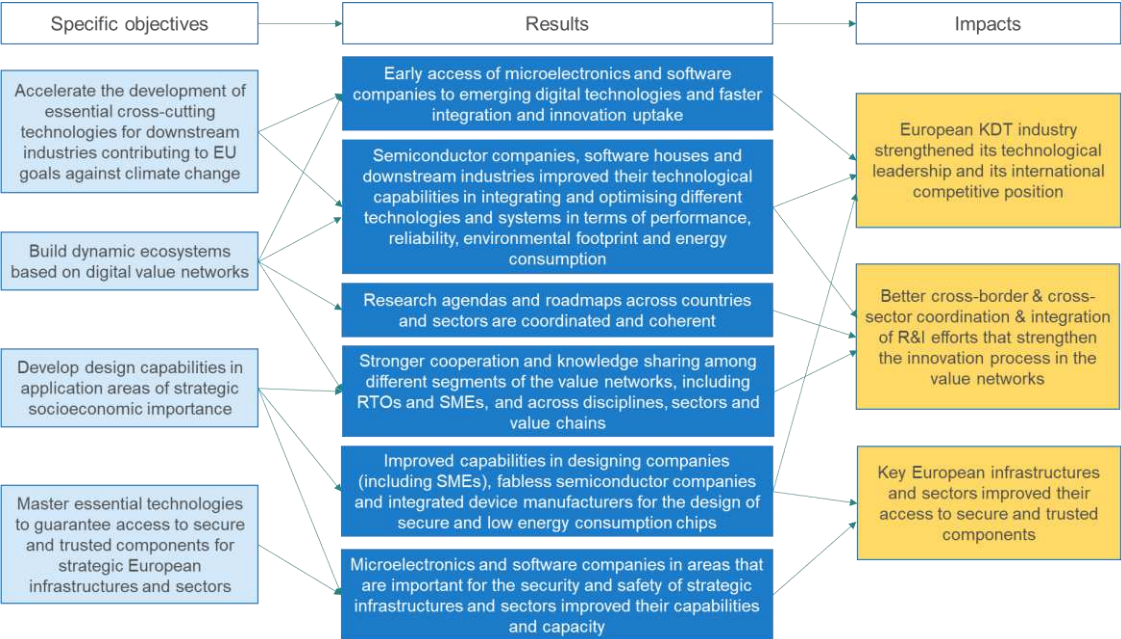 Specific objectives
Results
Impacts
Accelerate the development of
essential cross-cutting
technologies for downstream
industries contributing to EU
goals against climate change
Build dynamic ecosystems
based on digital value networks
Develop design capabilities in
application areas of strategic
socioeconomic importance
Master essential technologies
to guarantee access to secure
and trusted components for
strategic European
infrastructures and sectors
Early access of microelectronics and software
companies to emerging digital technologies and faster
integration and innovation uptake
Semiconductor companies, software houses and
downstream industries improved their technological
capabilities in integrating and optimising different
technologies and systems in terms of performance,
reliability, environmental footprint and energy
consumption
Research agendas and roadmaps across countries
and sectors are coordinated and coherent
Stronger cooperation and knowledge sharing among
different segments of the value networks, including
RTOs and SMEs, and across disciplines, sectors and
value chains
Improved capabilities in designing companies
(including SMEs), fabless semiconductor companies
and integrated device manufacturers for the design of
secure and low energy consumption chips
Microelectronics and software companies in areas that
are important for the security and safety of strategic
infrastructures and sectors improved their capabilities
and capacity
European KDT industry
strengthened its technological
leadership and its international
competitive position
Better cross-border & cross-
sector coordination & integration
of R&I efforts that strengthen
the innovation process in the
value networks
Key European infrastructures
and sectors improved their
access to secure and trusted
components